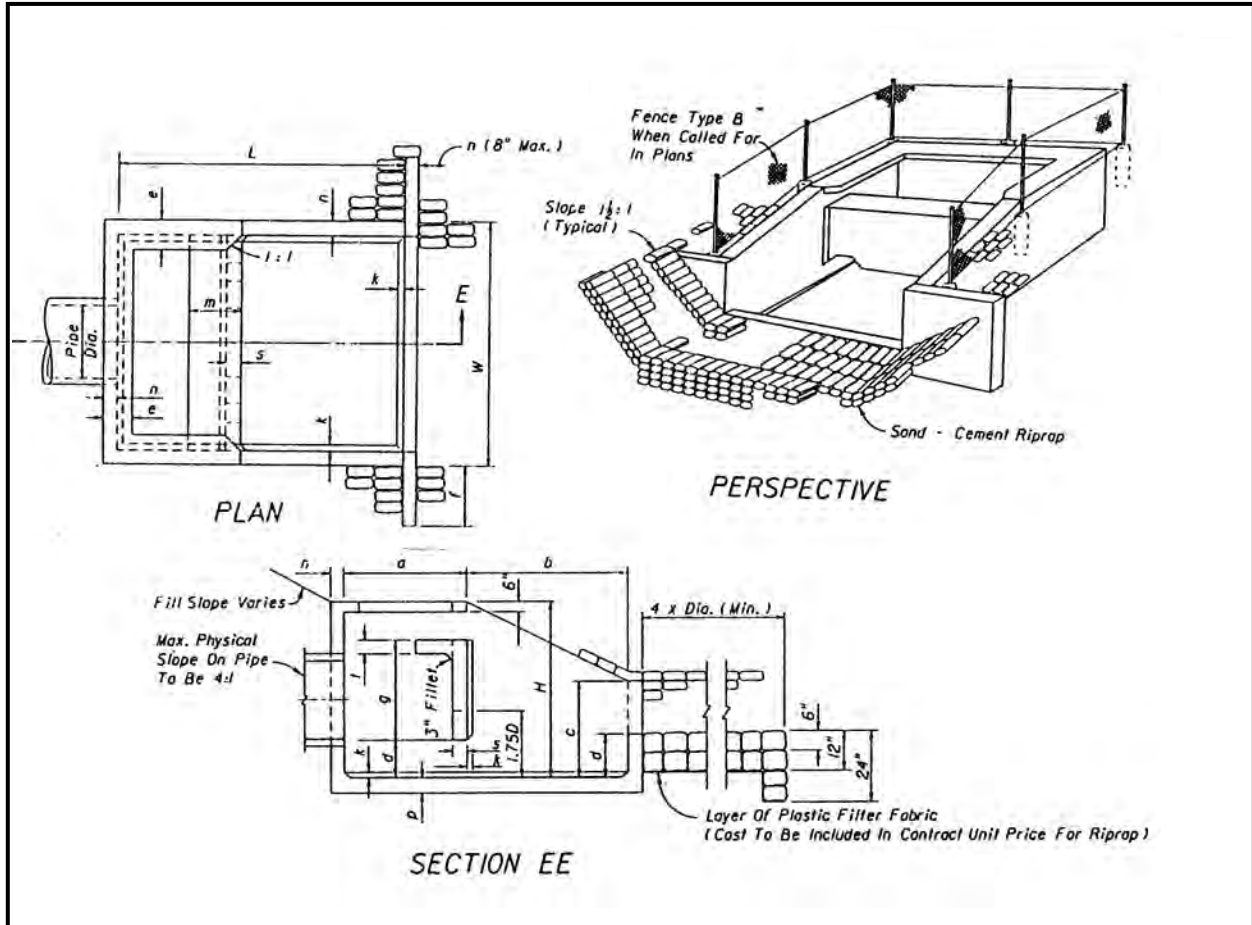 L
n (8" Max.)
e
n
1:1
k
E
m
Pipe
Dia.
s
W
n
e
k
f
PLAN
Fence Type B
When Called For
In Plans
Slope 1½:1
(Typical)
Sand - Cement Riprap
PERSPECTIVE
n
a
b
6"
Fill Slope Varies
4 x Dia. (Min.)
Max. Physical
Slope On Pipe
To Be 4:1
g
3" Fillet
H
c
1.75D
s
k
k
d
d
p
6"
12"
24"
Layer Of Plastic Filter Fabric
(Cost To Be Included In Contract Unit Price For Riprap)
SECTION EE